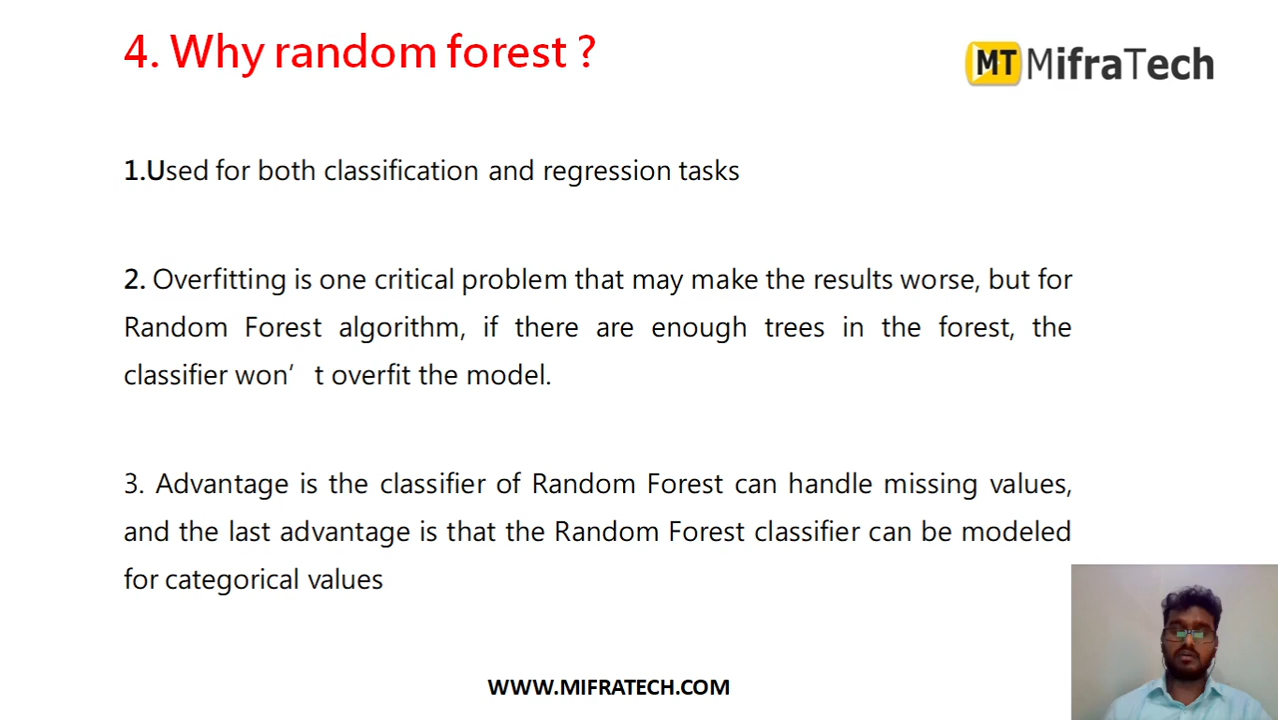 4. Why random forest ?
MT MifraTech
1.Used for both classification and regression tasks
2. Overfitting is one critical problem that may make the results worse, but for
Random Forest algorithm, if there are enough trees in the forest, the
classifier won’ t overfit the model.
3. Advantage is the classifier of Random Forest can handle missing values,
and the last advantage is that the Random Forest classifier can be modeled
for categorical values
WWW.MIFRATECH.COM